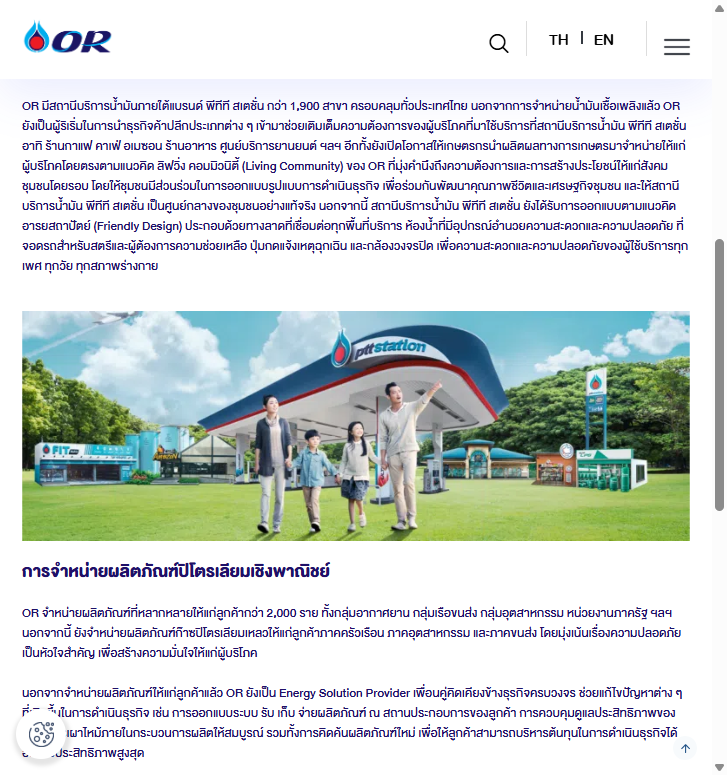 OR
TH | EN
OR มีสถานีบริการน้ำมันภายใต้แบรนด์ พีทีที สเตชั่น กว่า 1,900 สาขา ครอบคลุมทั่วประเทศไทย นอกจากการจำหน่ายน้ำมันเชื้อเพลิงแล้ว OR
ยังเป็นผู้ริเริ่มในการนำธุรกิจค้าปลีกประเภทต่าง ๆ เข้ามาช่วยเติมเต็มความต้องการของผู้บริโภคที่มาใช้บริการที่สถานีบริการน้ำมัน พีทีที สเตชั่น
อาทิ ร้านกาแฟ คาเฟ่ อเมซอน ร้านอาหาร ศูนย์บริการยานยนต์ ฯลฯ อีกทั้งยังเปิดโอกาสให้เกษตรกรนำผลิตผลทางการเกษตรมาจำหน่ายให้แก่
ผู้บริโภคโดยตรงตามแนวคิด ลิฟวิ่ง คอมมิวนิตี้ (Living Community) ของ OR ที่มุ่งคำนึงถึงความต้องการและการสร้างประโยชน์ให้แก่สังคม
ชุมชนโดยรอบ โดยให้ชุมชนมีส่วนร่วมในการออกแบบรูปแบบการดำเนินธุรกิจ เพื่อร่วมกันพัฒนาคุณภาพชีวิตและเศรษฐกิจชุมชน และให้สถานี
บริการน้ำมัน พีทีที สเตชั่น เป็นศูนย์กลางของชุมชนอย่างแท้จริง นอกจากนี้ สถานีบริการน้ำมัน พีทีที สเตชั่น ยังได้รับการออกแบบตามแนวคิด
อารยสถาปัตย์ (Friendly Design) ประกอบด้วยทางลาดที่เชื่อมต่อทุกพื้นที่บริการ ห้องน้ำที่มีอุปกรณ์อำนวยความสะดวกและความปลอดภัย ที่
จอดรถสำหรับสตรีและผู้ต้องการความช่วยเหลือ ปุ่มกดแจ้งเหตุฉุกเฉิน และกล้องวงจรปิด เพื่อความสะดวกและความปลอดภัยของผู้ใช้บริการทุก
เพศ ทุกวัย ทุกสภาพร่างกาย
pttstation
FIT
การจำหน่ายผลิตภัณฑ์ปิโตรเลียมเชิงพาณิชย์
OR จำหน่ายผลิตภัณฑ์ที่หลากหลายให้แก่ลูกค้ากว่า 2,000 ราย ทั้งกลุ่มอากาศยาน กลุ่มเรือขนส่ง กลุ่มอุตสาหกรรม หน่วยงานภาครัฐ ฯลฯ
นอกจากนี้ ยังจำหน่ายผลิตภัณฑ์ก๊าซปิโตรเลียมเหลวให้แก่ลูกค้าภาคครัวเรือน ภาคอุตสาหกรรม และภาคขนส่ง โดยมุ่งเน้นเรื่องความปลอดภัย
เป็นหัวใจสำคัญ เพื่อสร้างความมั่นใจให้แก่ผู้บริโภค
นอกจากจำหน่ายผลิตภัณฑ์ให้แก่ลูกค้าแล้ว OR ยังเป็น Energy Solution Provider เพื่อนคู่คิดเคียงข้างธุรกิจครบวงจร ช่วยแก้ไขปัญหาต่าง ๆ
ในการดำเนินธุรกิจ เช่น การออกแบบระบบ รับ เก็บ จ่ายผลิตภัณฑ์ ณ สถานประกอบการของลูกค้า การควบคุมดูแลประสิทธิภาพของ
เผาไหม้ภายในกระบวนการผลิตให้สมบูรณ์ รวมทั้งการคิดค้นผลิตภัณฑ์ใหม่ เพื่อให้ลูกค้าสามารถบริหารต้นทุนในการดำเนินธุรกิจได้
ประสิทธิภาพสูงสุด